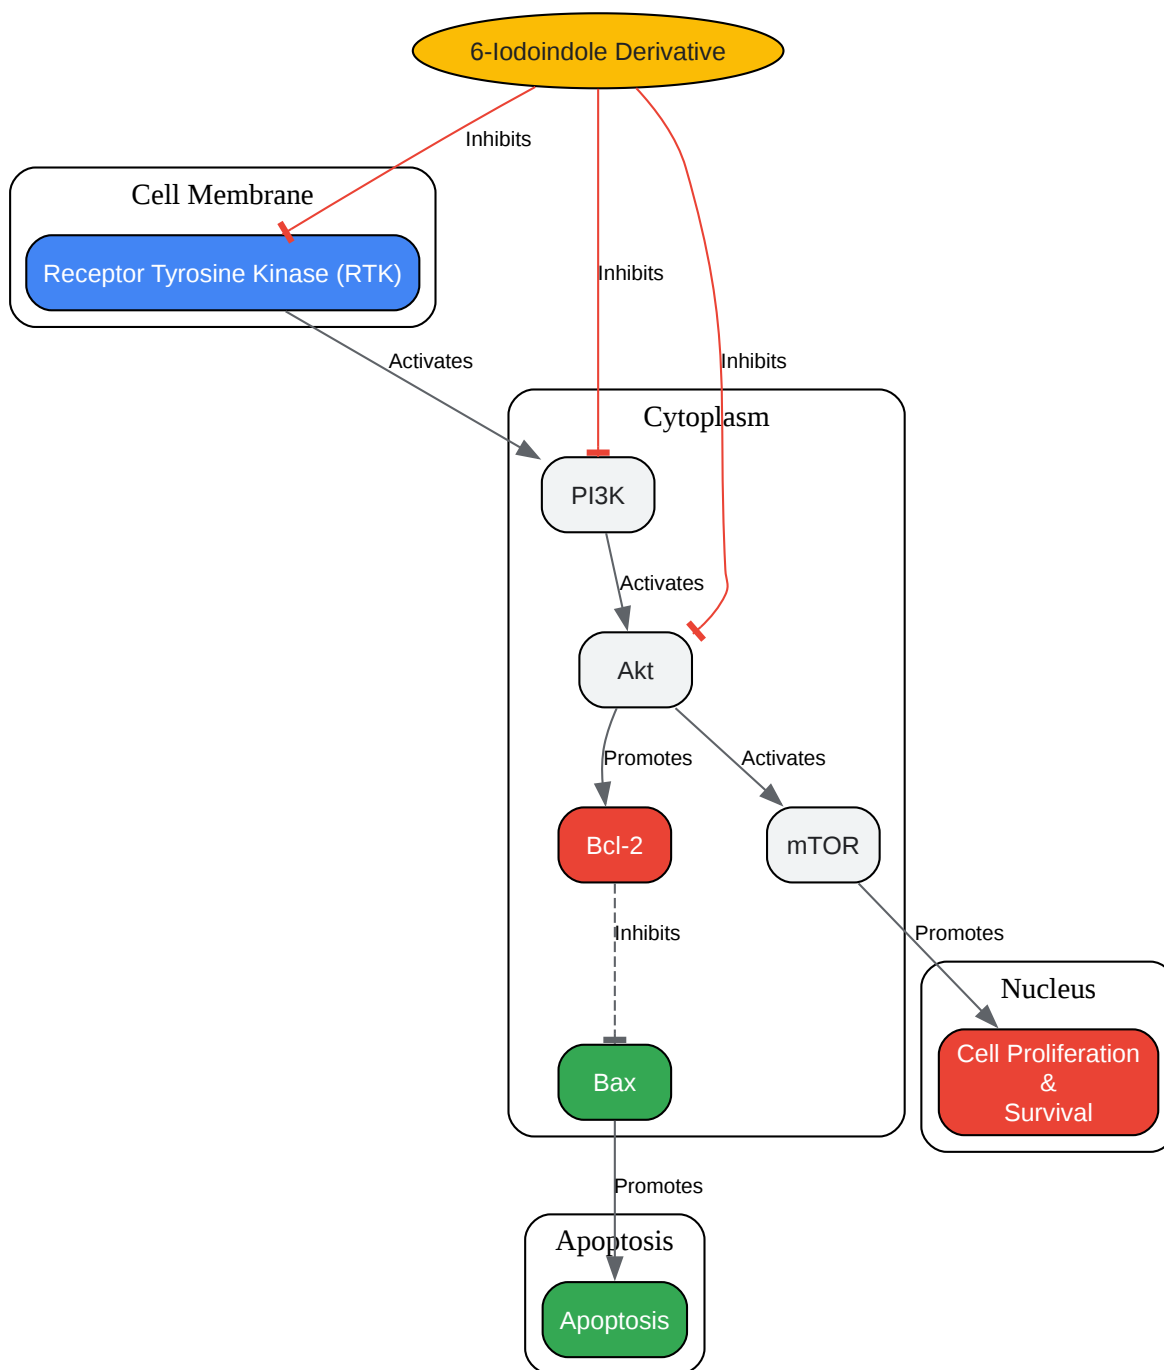 6-Iodoindole Derivative
Inhibits
Cell Membrane
Receptor Tyrosine Kinase (RTK)
Inhibits
Activates
Inhibits
Cytoplasm
PI3K
Activates
Akt
Promotes
Activates
Bcl-2
mTOR
Inhibits
Promotes
Nucleus
Cell Proliferation
&
Survival
Bax
Promotes
Apoptosis
Apoptosis